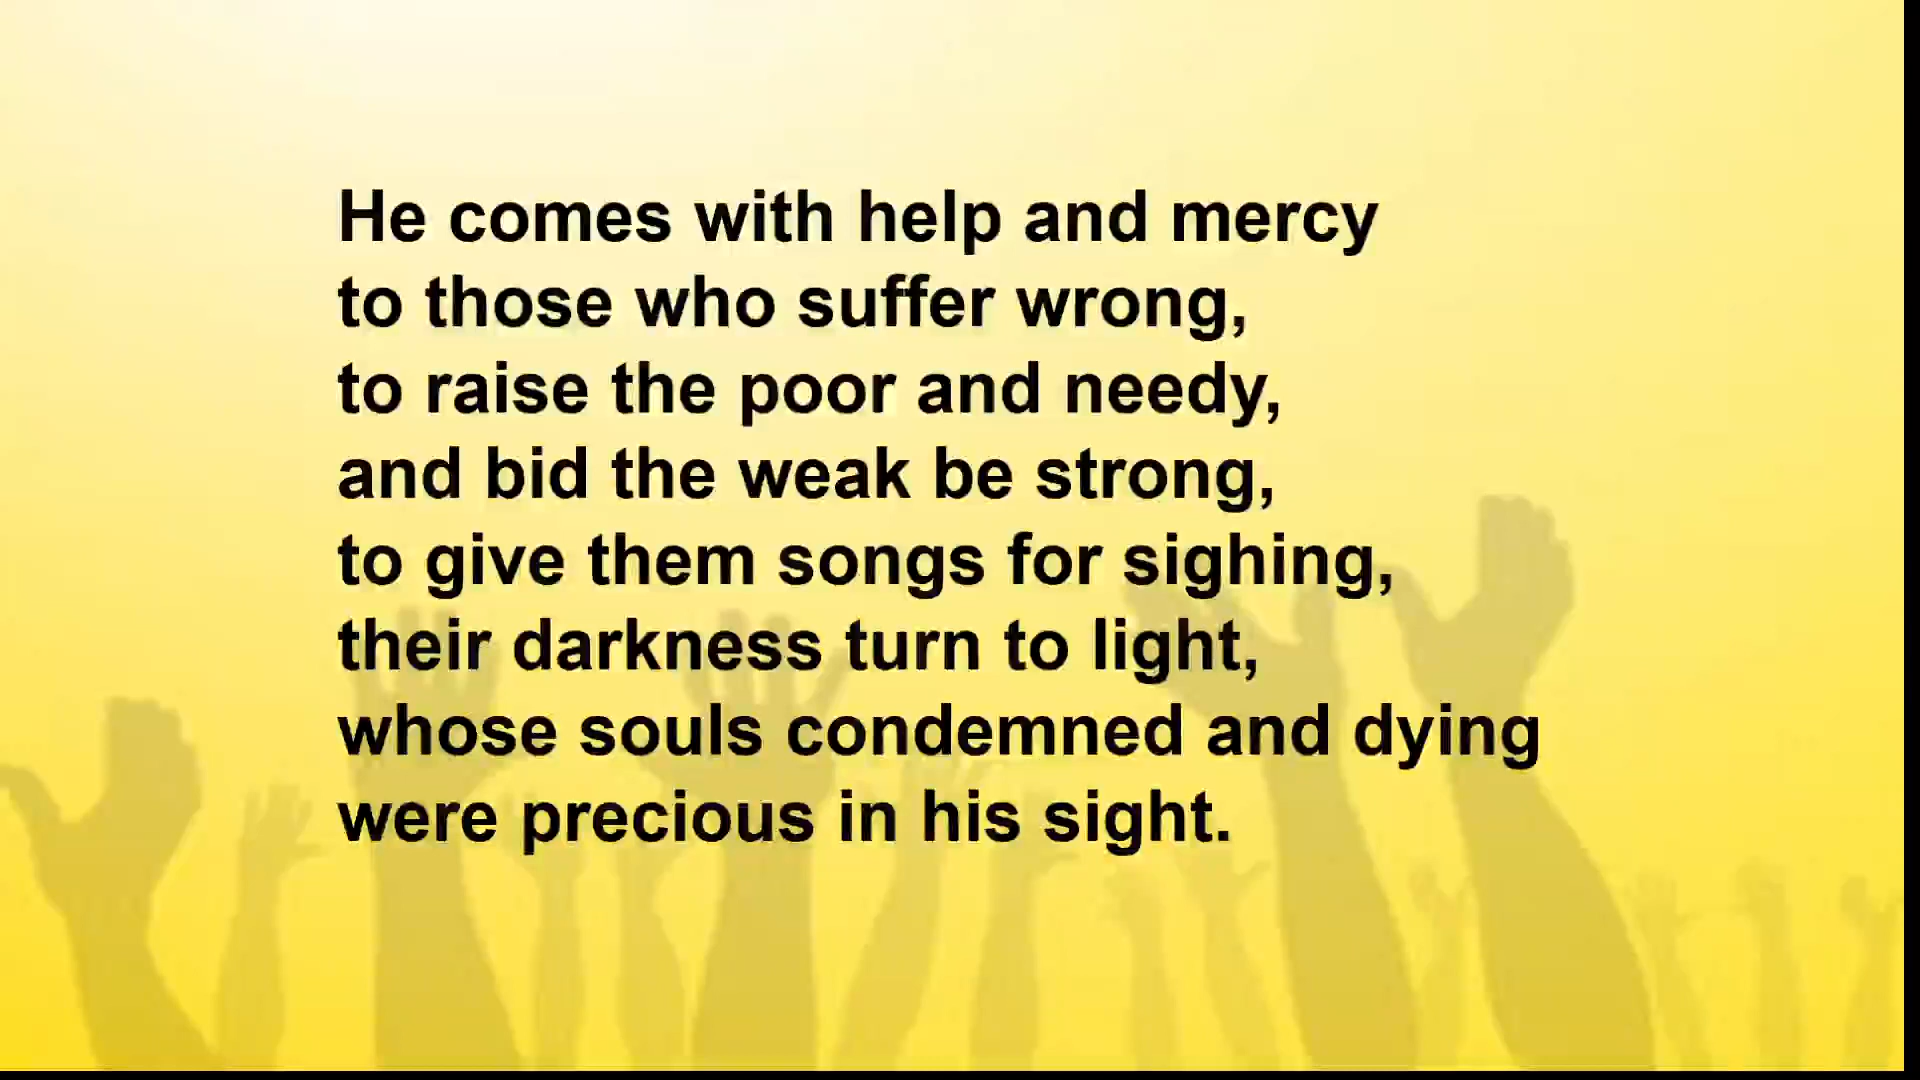 He comes with help and mercy
to those who suffer wrong,
to raise the poor and needy,
and bid the weak be strong,
to give them songs for sighing,
their darkness turn to light,
whose souls condemned and dying
were precious in his sight.